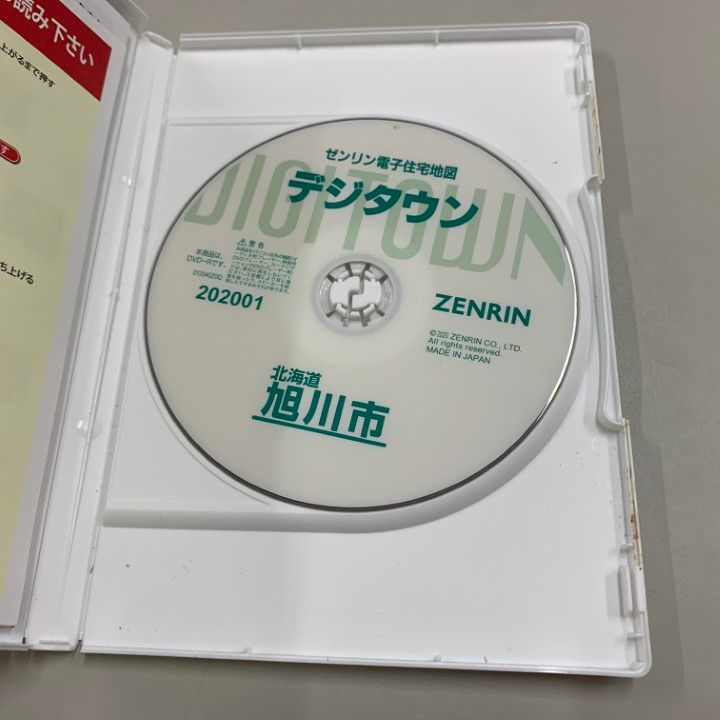 読み下さい
上がるまで押す
す
ち上げる
ゼンリン電子住宅地図
DIGITOWN
デジタウン
警告
本商品は、
DVD-Rです。
012040Z0Q
202001
ZENRIN
©2020 ZENRIN CO., LTD.
All rights reserved.
MADE IN JAPAN
北海道
旭川市